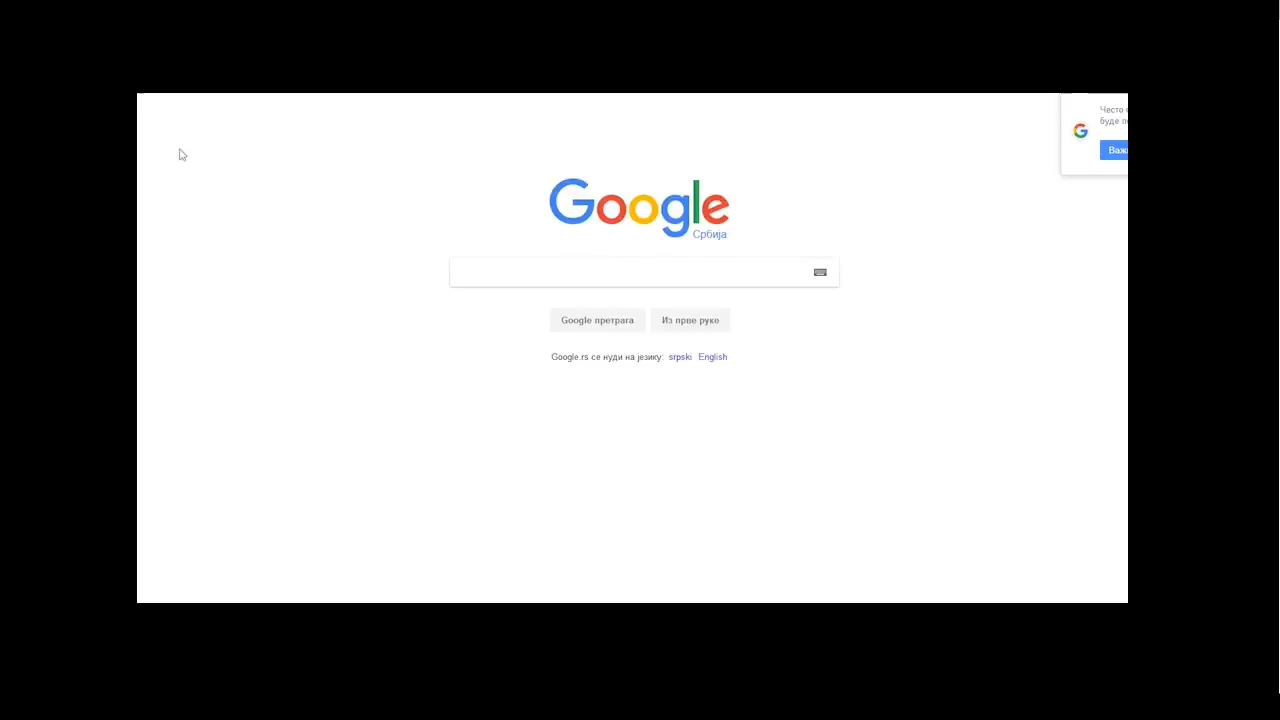 Често
буде
Google
Србија
Google претрага Из прве руке
Google.rs се нуди на језику: srpski English